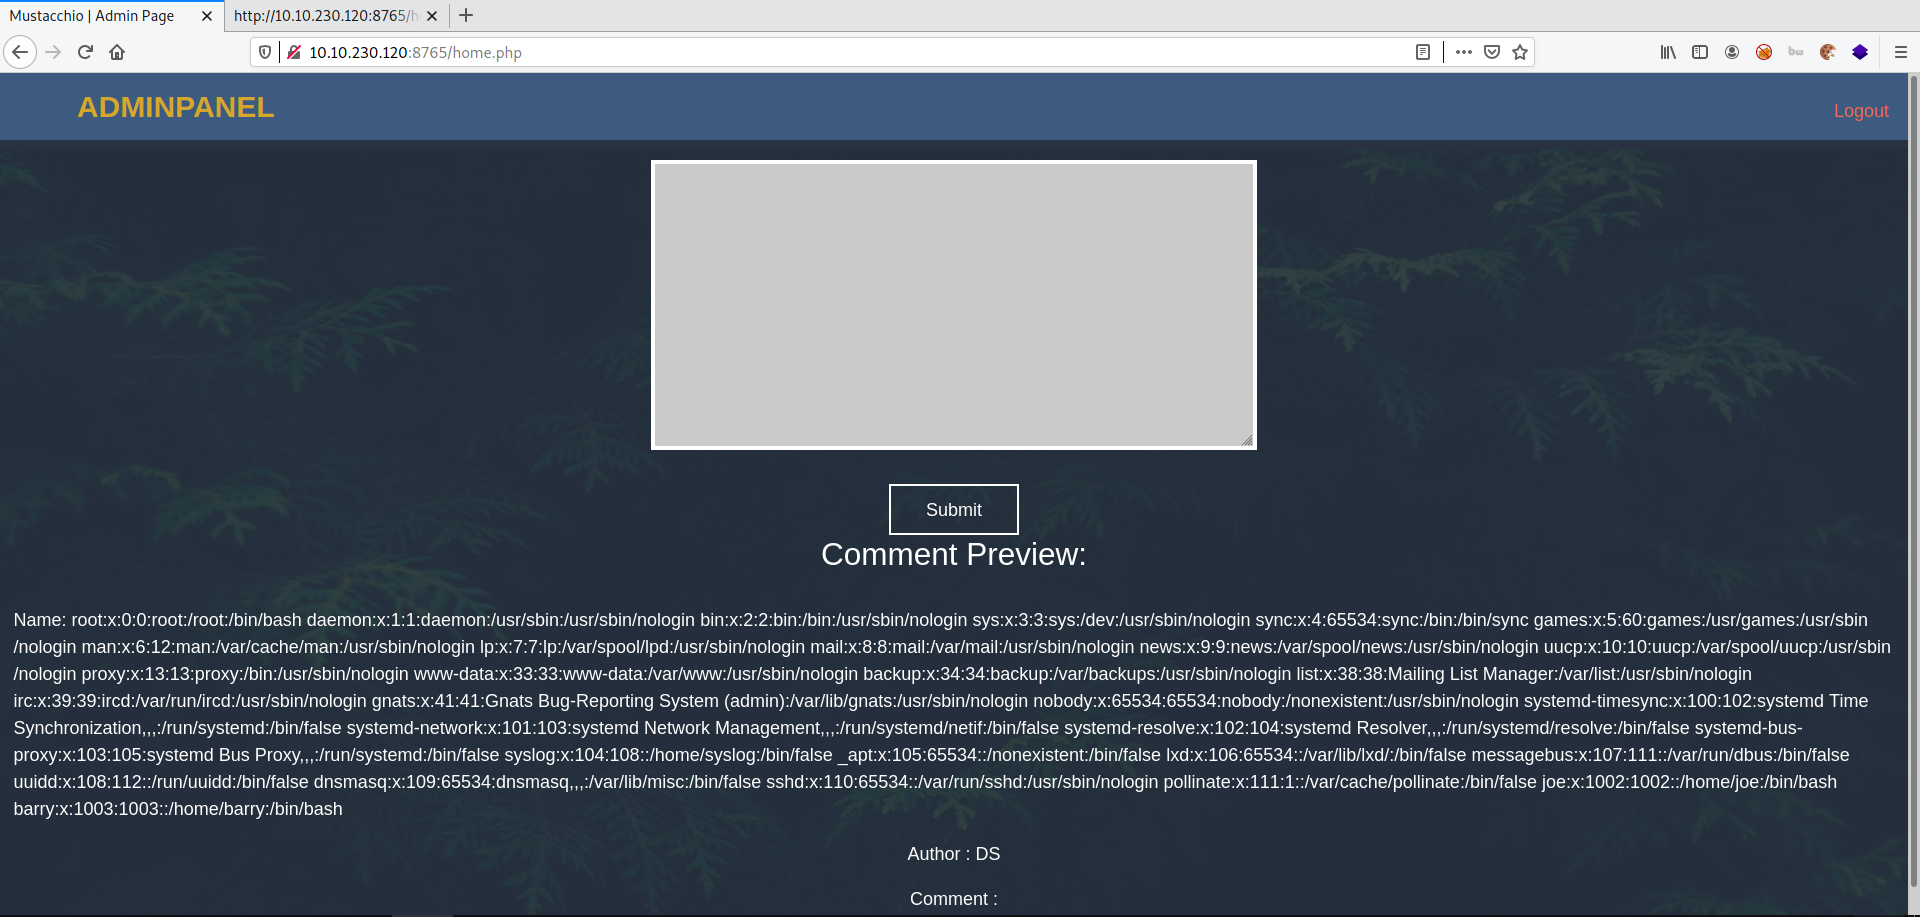 Mustacchio | Admin Page
http://10.10.230.120:8765/h
10.10.230.120:8765/home.php
ADMINPANEL
Logout
Submit
Comment Preview:
Name: root:x:0:0:root:/root:/bin/bash daemon:x:1:1:daemon:/usr/sbin:/usr/sbin/nologin bin:x:2:2:bin:/bin:/usr/sbin/nologin sys:x:3:3:sys:/dev:/usr/sbin/nologin sync:x:4:65534:sync:/bin:/bin/sync games:x:5:60:games:/usr/games:/usr/sbin
/nologin man:x:6:12:man:/var/cache/man:/usr/sbin/nologin lp:x:7:7:lp:/var/spool/lpd:/usr/sbin/nologin mail:x:8:8:mail:/var/mail:/usr/sbin/nologin news:x:9:9:news:/var/spool/news:/usr/sbin/nologin uucp:x:10:10:uucp:/var/spool/uucp:/usr/sbin
/nologin proxy:x:13:13:proxy:/bin:/usr/sbin/nologin www-data:x:33:33:www-data:/var/www:/usr/sbin/nologin backup:x:34:34:backup:/var/backups:/usr/sbin/nologin list:x:38:38:Mailing List Manager:/var/list:/usr/sbin/nologin
irc:x:39:39:ircd:/var/run/ircd:/usr/sbin/nologin gnats:x:41:41:Gnats Bug-Reporting System (admin):/var/lib/gnats:/usr/sbin/nologin nobody:x:65534:65534:nobody:/nonexistent:/usr/sbin/nologin systemd-timesync:x:100:102:systemd Time
Synchronization,,,:/run/systemd:/bin/false systemd-network:x:101:103:systemd Network Management,,,:/run/systemd/netif:/bin/false systemd-resolve:x:102:104:systemd Resolver,,,:/run/systemd/resolve:/bin/false systemd-bus-
proxy:x:103:105:systemd Bus Proxy,,,:/run/systemd:/bin/false syslog:x:104:108::/home/syslog:/bin/false _apt:x:105:65534::/nonexistent:/bin/false lxd:x:106:65534::/var/lib/lxd/:/bin/false messagebus:x:107:111::/var/run/dbus:/bin/false
uuidd:x:108:112::/run/uuidd:/bin/false dnsmasq:x:109:65534:dnsmasq,,,:/var/lib/misc:/bin/false sshd:x:110:65534::/var/run/sshd:/usr/sbin/nologin pollinate:x:111:1::/var/cache/pollinate:/bin/false joe:x:1002:1002::/home/joe:/bin/bash
barry:x:1003:1003::/home/barry:/bin/bash
Author : DS
Comment :